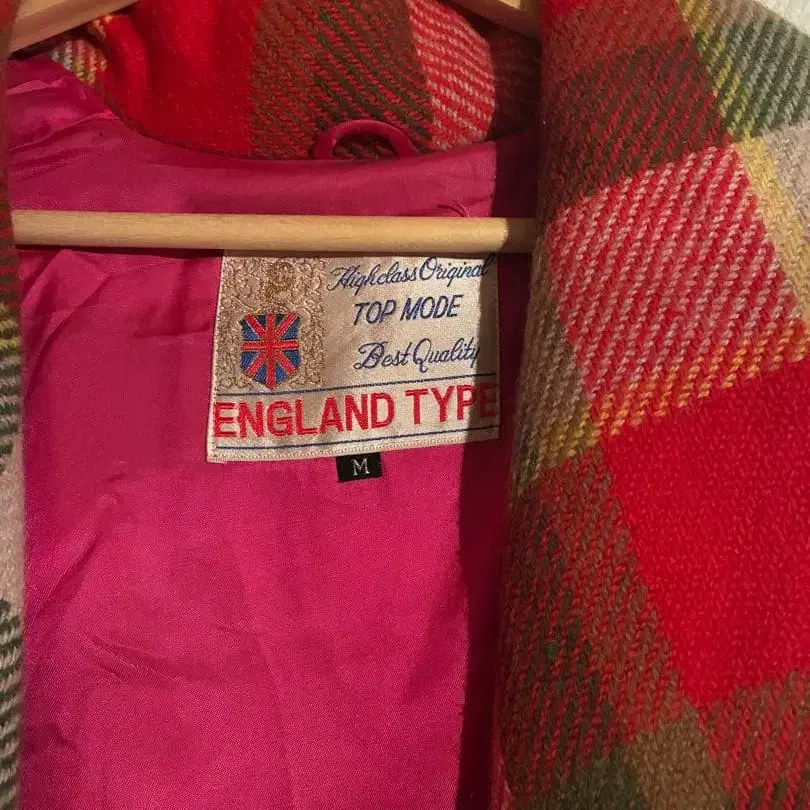 Highclass Original
TOP MODE
Best Quality
ENGLAND TYPE
M